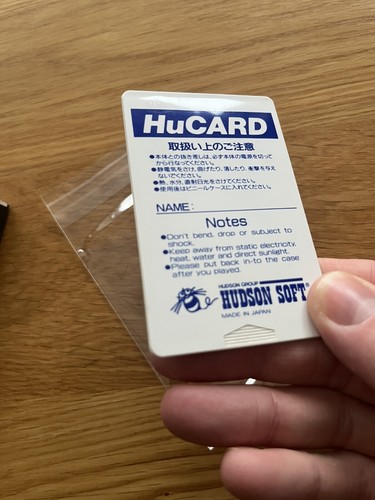 HuCARD
取扱い上のご注意
●本体との抜き差しは、必ず本体の電源を切って
から行なってください。
●静電気をさけ、曲げたり、濡したり、衝撃を与え
ないでください。
●熱、水分、直射日光をさけてください。
●使用後はビニールケースに入れてください。
NAME:
Notes
●Don't bend, drop or subject to
shock.
●Keep away from static electricity,
heat, water and direct sunlight.
●Please put back in-to the case
after you played.
HUDSON GROUP
HUDSON SOFT
MADE IN JAPAN